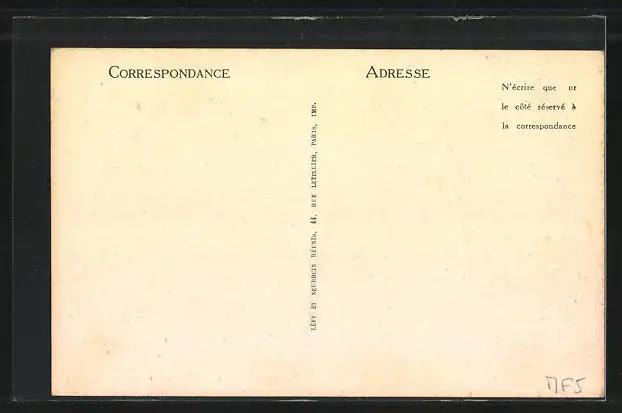 CORRESPONDANCE
ADRESSE
N'écrire que ur
le côté réservé à
la correspondance
LÉVY ET NEURDEIN RÉUNIS, 44, RUE LETELLIER, PARIS, IMP.
MF5